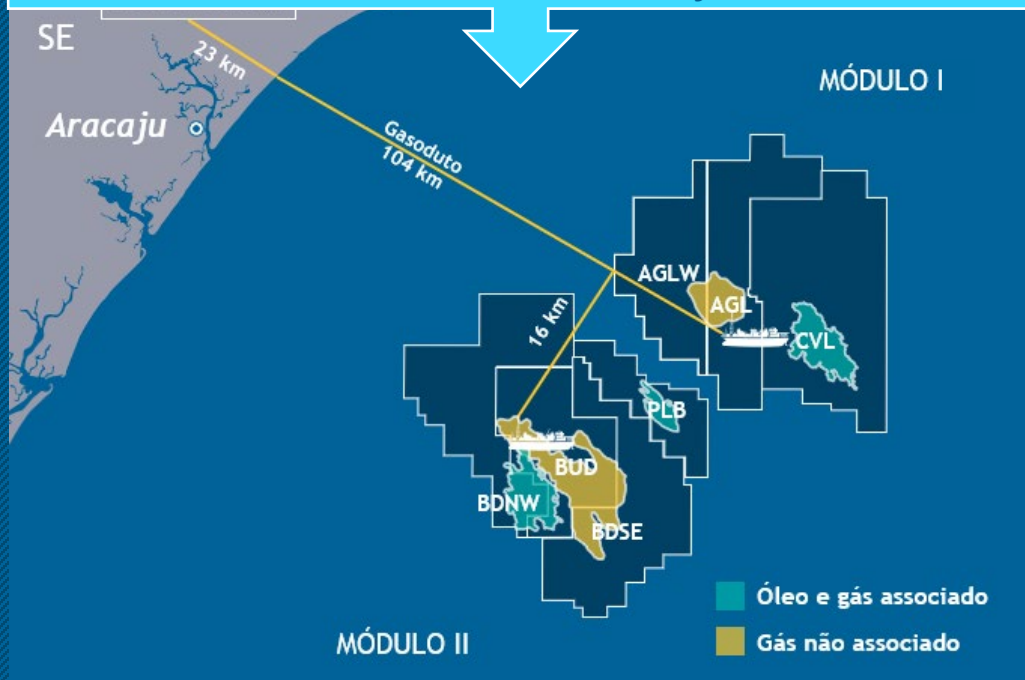 SE
23 km
MÓDULO I
Aracaju
Gasoduto
104 km
AGLW
AGL
16 km
CVL
PLB
BUD
BDNW
BDSE
Óleo e gás associado
MÓDULO II
Gás não associado